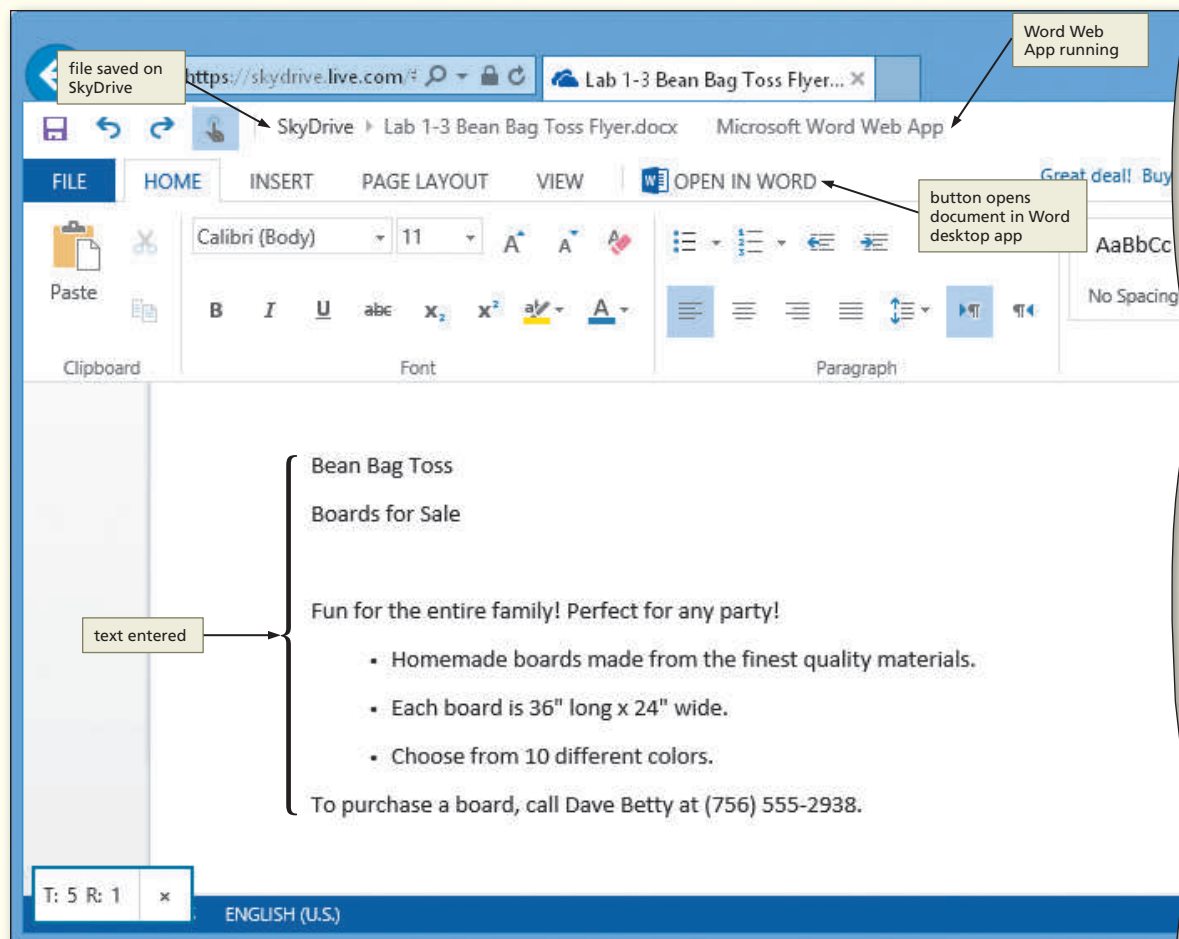 Word Web
App running
file saved on
SkyDrive
https://skydrive.live.com/
Lab 1-3 Bean Bag Toss Flyer... ×
SkyDrive ▸ Lab 1-3 Bean Bag Toss Flyer.docx Microsoft Word Web App
FILE HOME INSERT PAGE LAYOUT VIEW OPEN IN WORD Great deal! Buy
button opens
document in Word
desktop app
Paste
Calibri (Body) 11 A A A
AaBbCc
B I U abc x₂ x² ab A
No Spacing
Clipboard Font Paragraph
Bean Bag Toss
Boards for Sale
Fun for the entire family! Perfect for any party!
text entered
• Homemade boards made from the finest quality materials.
• Each board is 36" long x 24" wide.
• Choose from 10 different colors.
To purchase a board, call Dave Betty at (756) 555-2938.
T: 5 R: 1 ×
ENGLISH (U.S.)